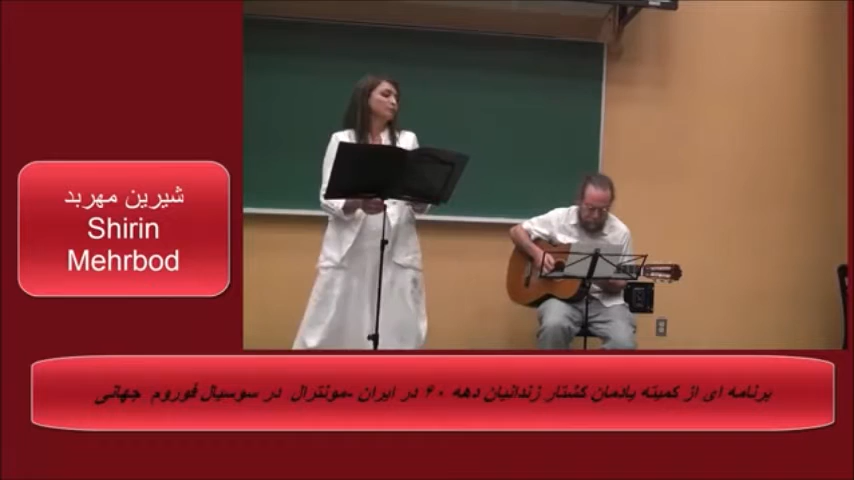 شیرین مهربد
Shirin
Mehrbod
برنامه ای از کمیته یادمان کشتار زندانیان دهه ۶۰ در ایران -مونترال در سوسیال فوروم جهانی